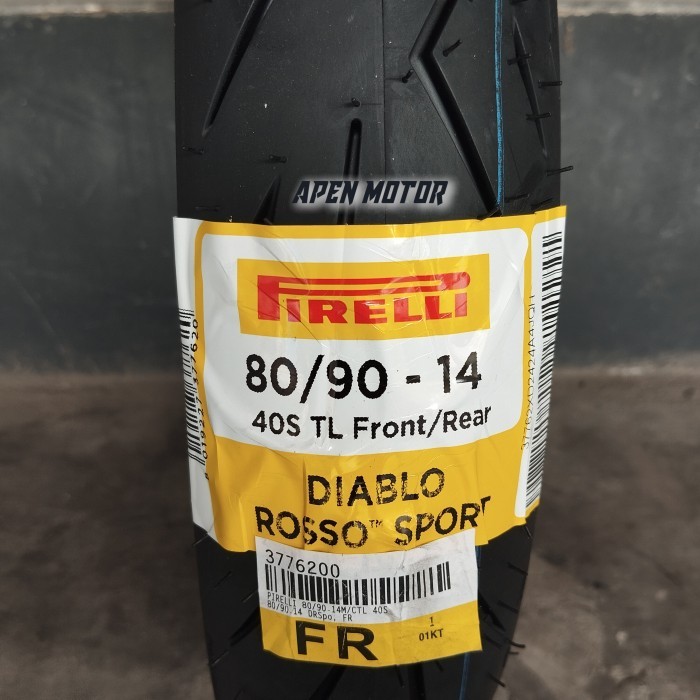 APEN MOTOR
PIRELLI
80/90 - 14
40S TL Front/Rear
DIABLO
ROSSO™ SPORT
3776200
PIRELLI 80/90-14M/CTL 40S
80/90.14 DRSpo, FR
FR
1
01KT